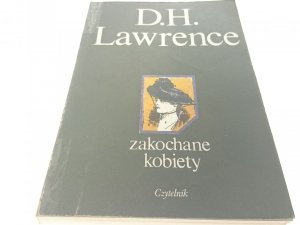 D.H.
Lawrence
zakochane
kobiety
Czytelnik